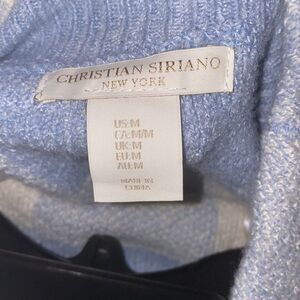 CHRISTIAN SIRIANO
NEW YORK
US:M
CA:M/M
UK:M
EU:M
AU:M
MADE IN
CHINA